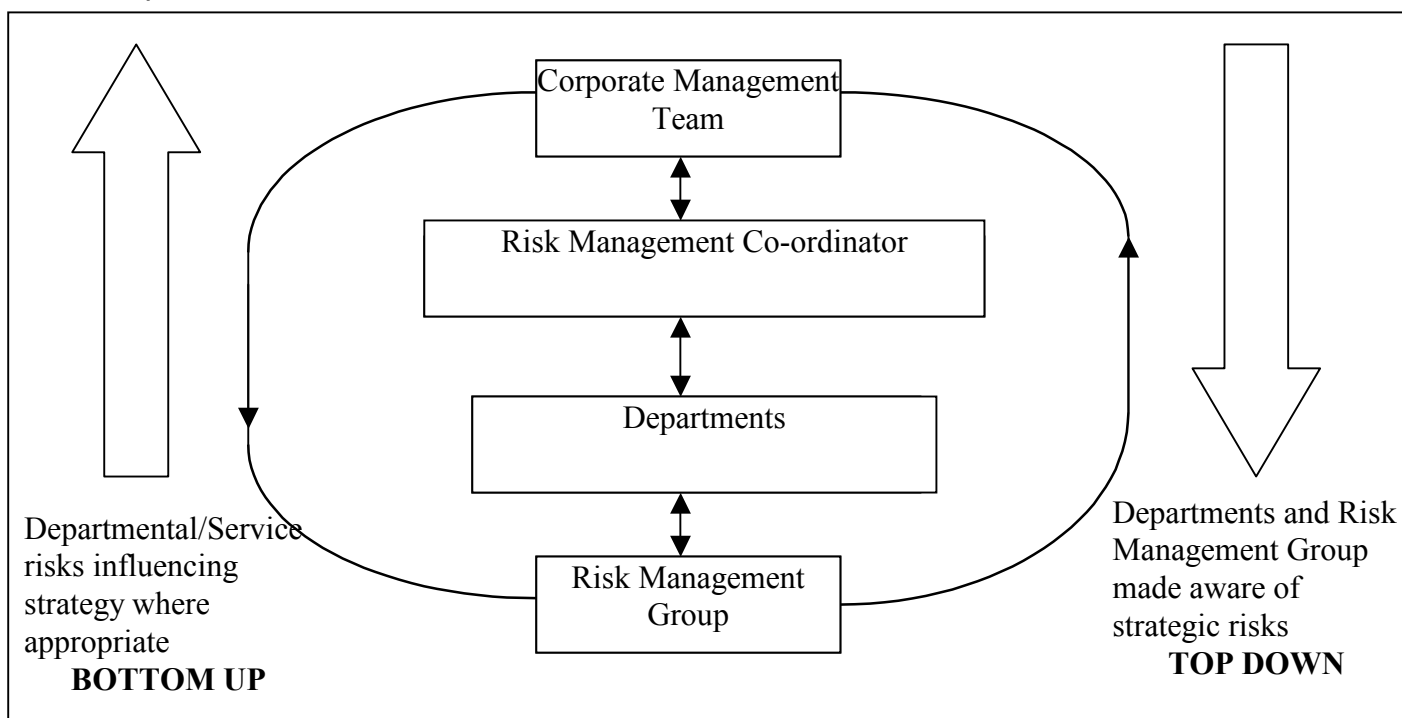 Corporate Management
Team
Risk Management Co-ordinator
Departments
Risk Management
Group
Departmental/Service
risks influencing
strategy where
appropriate
BOTTOM UP
Departments and Risk
Management Group
made aware of
strategic risks
TOP DOWN